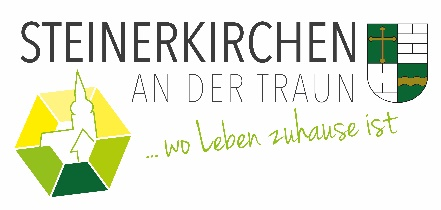 STEINERKIRCHEN
AN DER TRAUN
... wo Leben zuhause ist